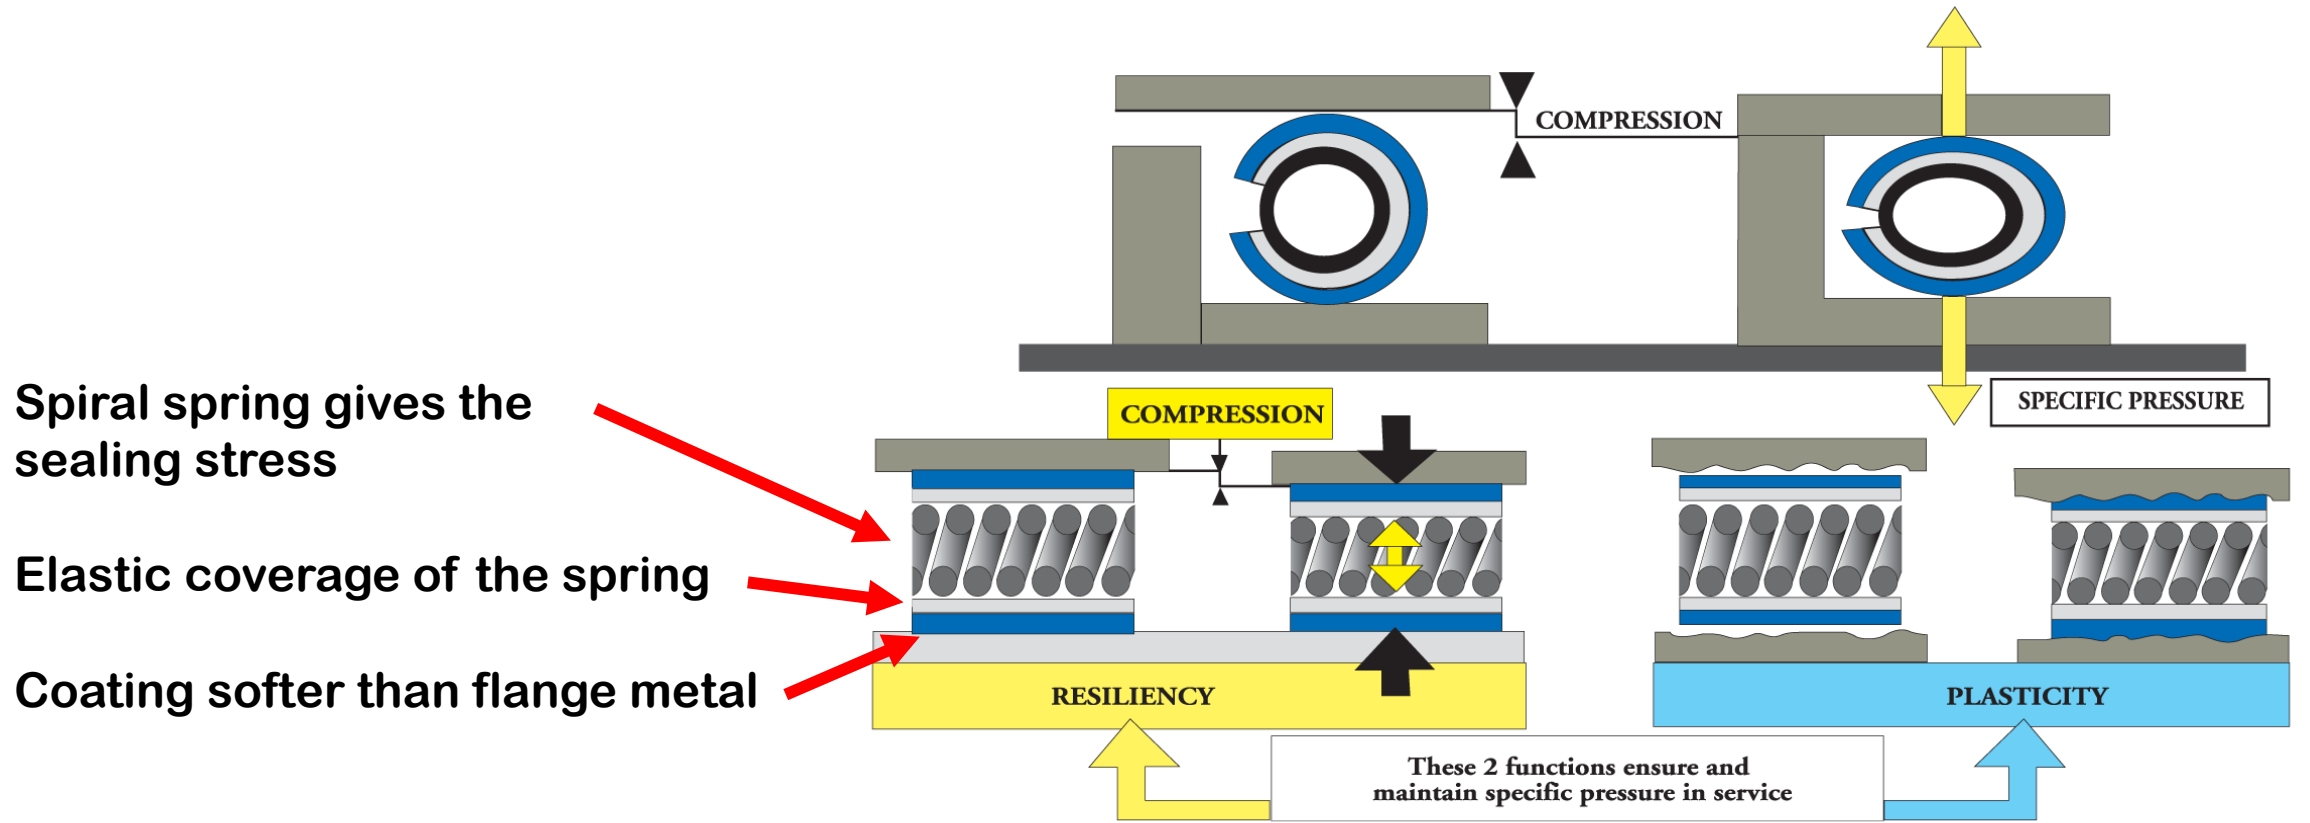 COMPRESSION
SPECIFIC PRESSURE
Spiral spring gives the
sealing stress
Elastic coverage of the spring
Coating softer than flange metal
COMPRESSION
RESILIENCY
PLASTICITY
These 2 functions ensure and
maintain specific pressure in service